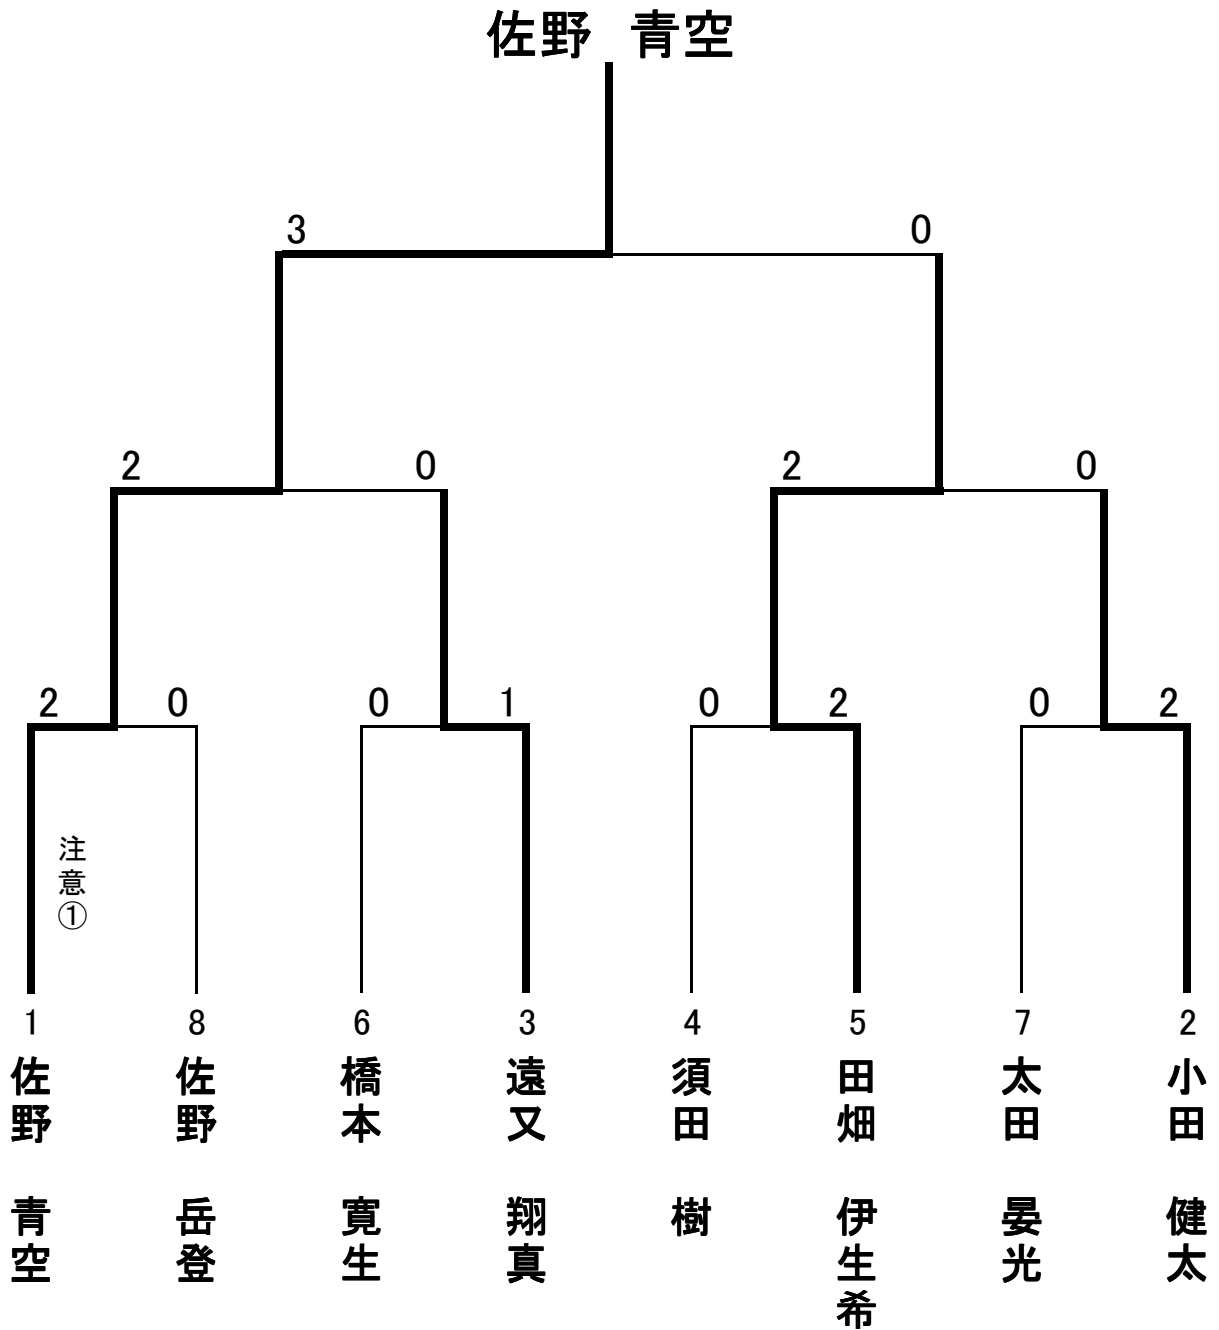 佐野　青空
3 0
2 0 2 0
2 0 0 1 0 2 0 2
注意①
1 8 6 3 4 5 7 2
佐野　青空
佐野　岳登
橋本　寛生
遠又　翔真
須田　樹
田畑　伊生希
太田　晏光
小田　健太